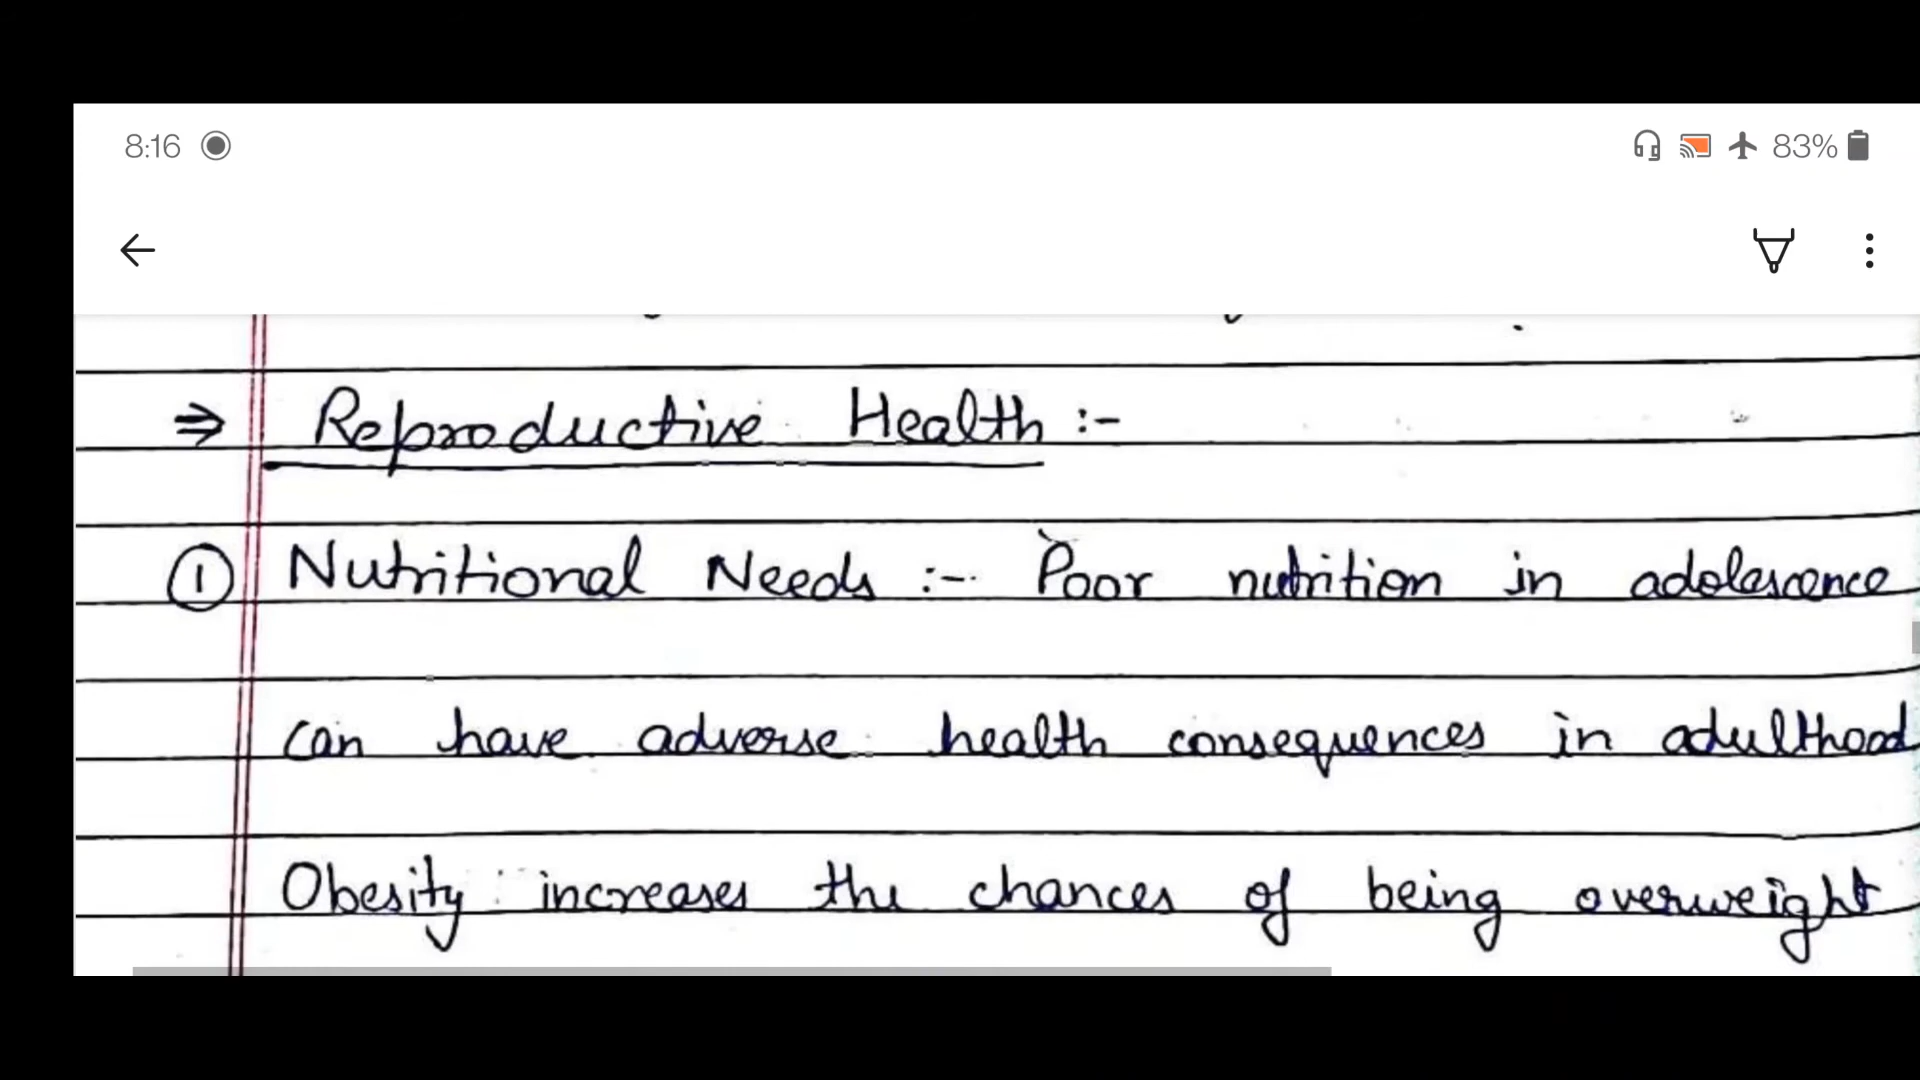 8:16
83%
⇒ Reproductive Health :-
① Nutritional Needs :- Poor nutrition in adolescence
can have adverse health consequences in adulthood
Obesity increases the chances of being overweight